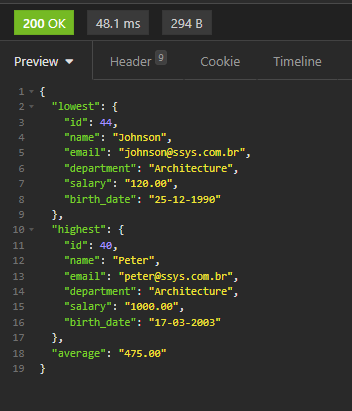 200 OK 48.1 ms 294 B
Preview Header 9 Cookie Timeline
1 {
2 "lowest": {
3 "id": 44,
4 "name": "Johnson",
5 "email": "johnson@ssys.com.br",
6 "department": "Architecture",
7 "salary": "120.00",
8 "birth_date": "25-12-1990"
9 },
10 "highest": {
11 "id": 40,
12 "name": "Peter",
13 "email": "peter@ssys.com.br",
14 "department": "Architecture",
15 "salary": "1000.00",
16 "birth_date": "17-03-2003"
17 },
18 "average": "475.00"
19 }